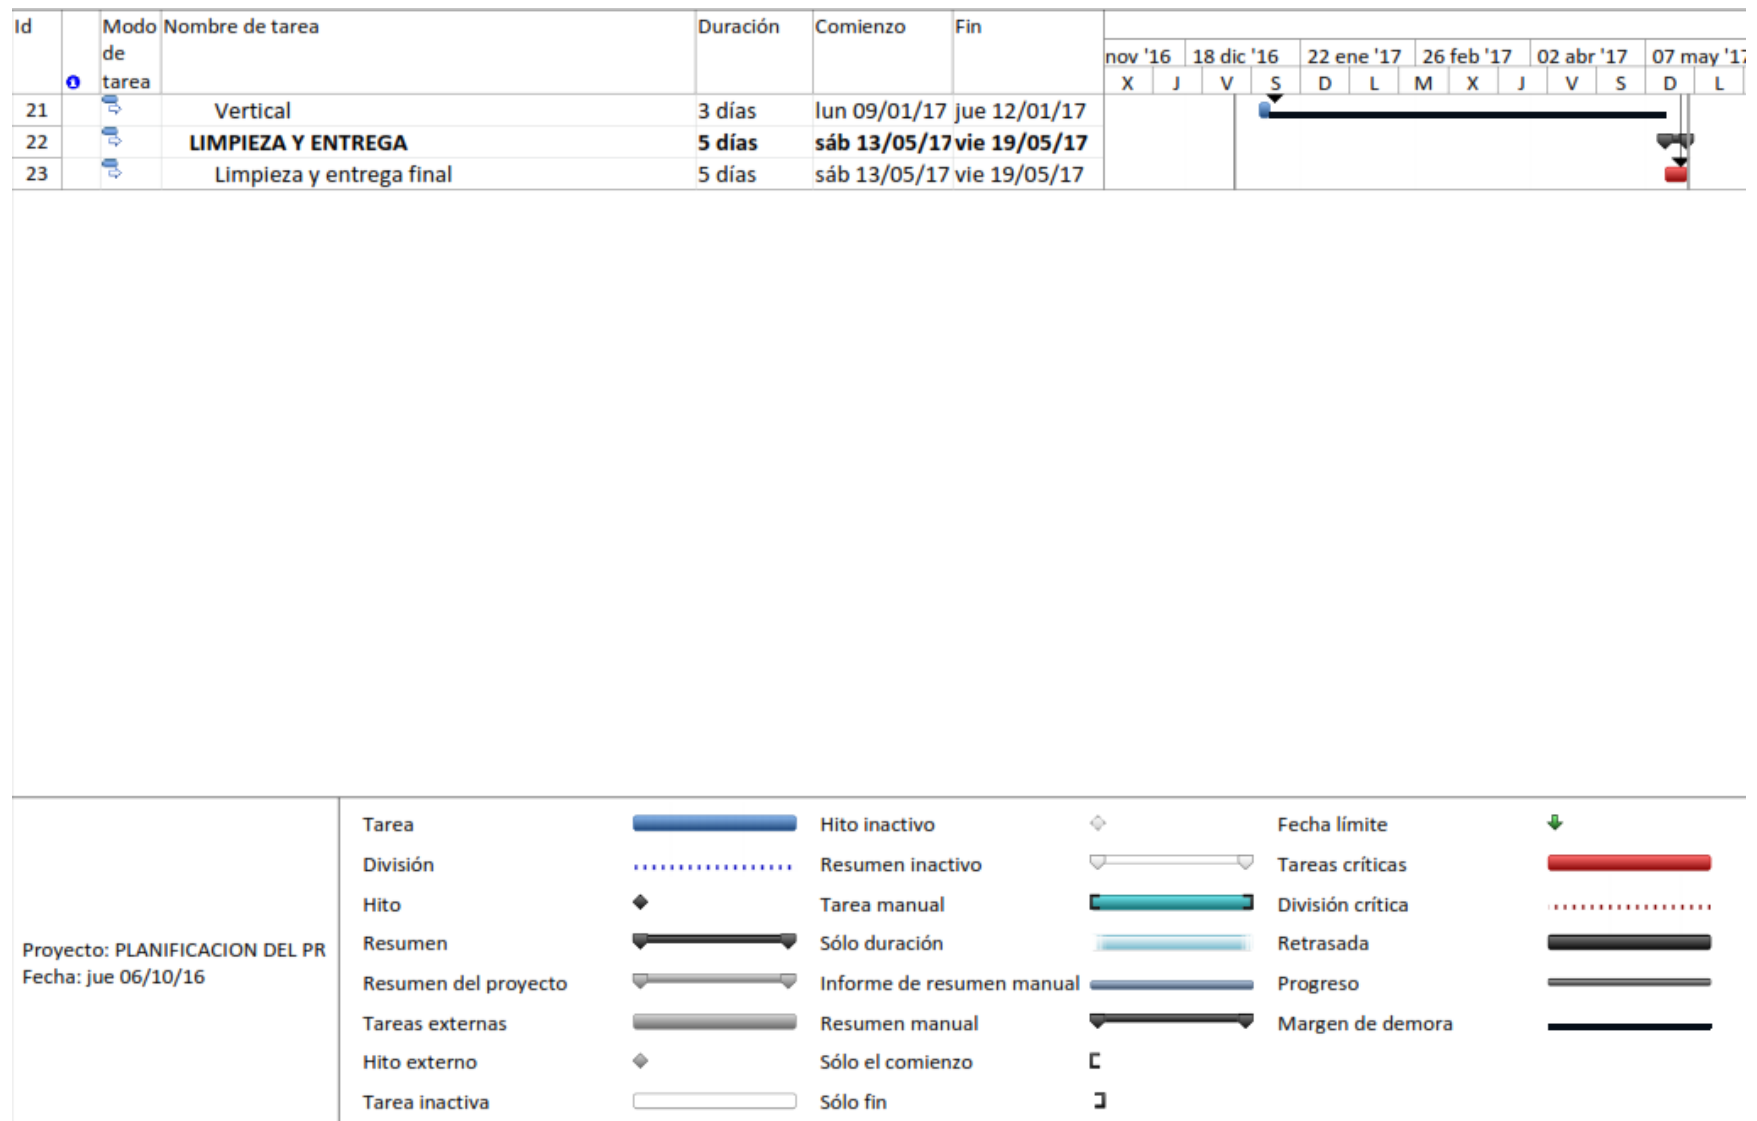 Id Modo de tarea Nombre de tarea Duración Comienzo Fin
nov '16 18 dic '16 22 ene '17 26 feb '17 02 abr '17 07 may '17
X J V S D L M X J V S D L
21 Vertical 3 días lun 09/01/17 jue 12/01/17
22 LIMPIEZA Y ENTREGA 5 días sáb 13/05/17 vie 19/05/17
23 Limpieza y entrega final 5 días sáb 13/05/17 vie 19/05/17
Proyecto: PLANIFICACION DEL PR
Fecha: jue 06/10/16
Tarea
División
Hito
Resumen
Resumen del proyecto
Tareas externas
Hito externo
Tarea inactiva
Hito inactivo
Resumen inactivo
Tarea manual
Sólo duración
Informe de resumen manual
Resumen manual
Sólo el comienzo
Sólo fin
Fecha límite
Tareas críticas
División crítica
Retrasada
Progreso
Margen de demora